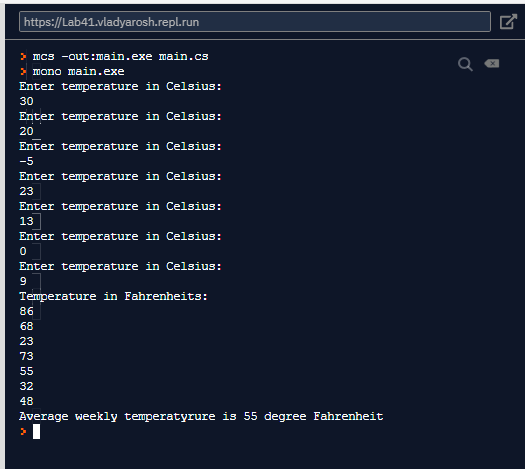 https://Lab41.vladyarosh.repl.run
> mcs -out:main.exe main.cs
> mono main.exe
Enter temperature in Celsius:
30
Enter temperature in Celsius:
20
Enter temperature in Celsius:
-5
Enter temperature in Celsius:
23
Enter temperature in Celsius:
13
Enter temperature in Celsius:
0
Enter temperature in Celsius:
9
Temperature in Fahrenheits:
86
68
23
73
55
32
48
Average weekly temperatyrure is 55 degree Fahrenheit
>